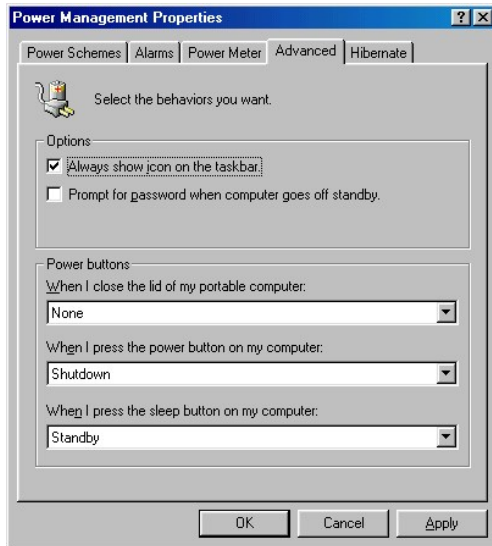 Power Management Properties
Power Schemes Alarms Power Meter Advanced Hibernate
Select the behaviors you want.
Options
Always show icon on the taskbar.
Prompt for password when computer goes off standby.
Power buttons
When I close the lid of my portable computer:
None
When I press the power button on my computer:
Shutdown
When I press the sleep button on my computer:
Standby
OK Cancel Apply